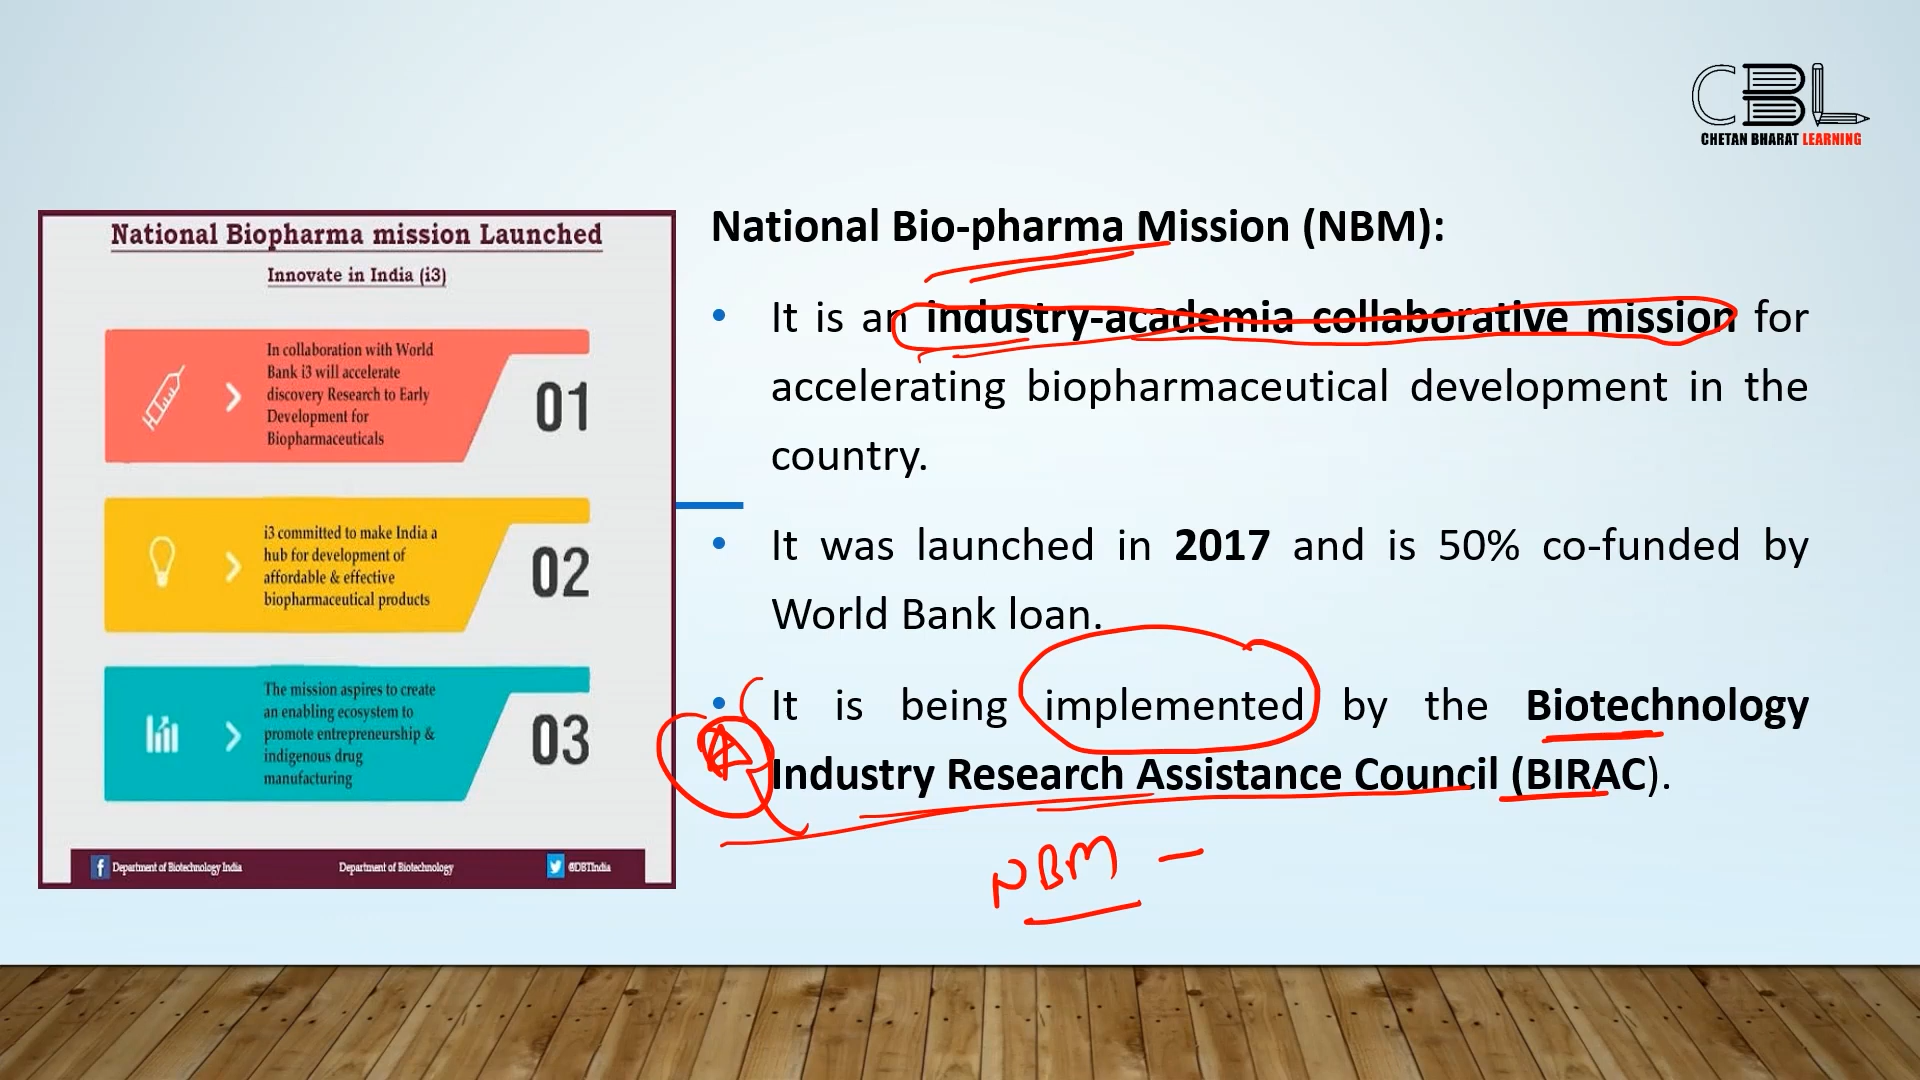 CBL
CHETAN BHARAT LEARNING
National Biopharma mission Launched
Innovate in India (i3)
In collaboration with World
Bank i3 will accelerate
discovery Research to Early
Development for
Biopharmaceuticals
01
i3 committed to make India a
hub for development of
affordable & effective
biopharmaceutical products
02
The mission aspires to create
an enabling ecosystem to
promote entrepreneurship &
indigenous drug
manufacturing
03
Department of Biotechnology India
Department of Biotechnology
@DBTIndia
National Bio-pharma Mission (NBM):
• It is an industry-academia collaborative mission for
accelerating biopharmaceutical development in the
country.
• It was launched in 2017 and is 50% co-funded by
World Bank loan.
• It is being implemented by the Biotechnology
Industry Research Assistance Council (BIRAC).
NBM -